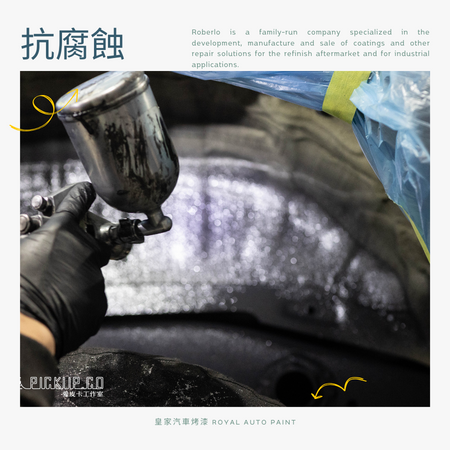 抗腐蝕
Roberlo is a family-run company specialized in the
development, manufacture and sale of coatings and other
repair solutions for the refinish aftermarket and for industrial
applications.
PICKUP GO
愛皮卡工作室
皇家汽車烤漆 ROYAL AUTO PAINT